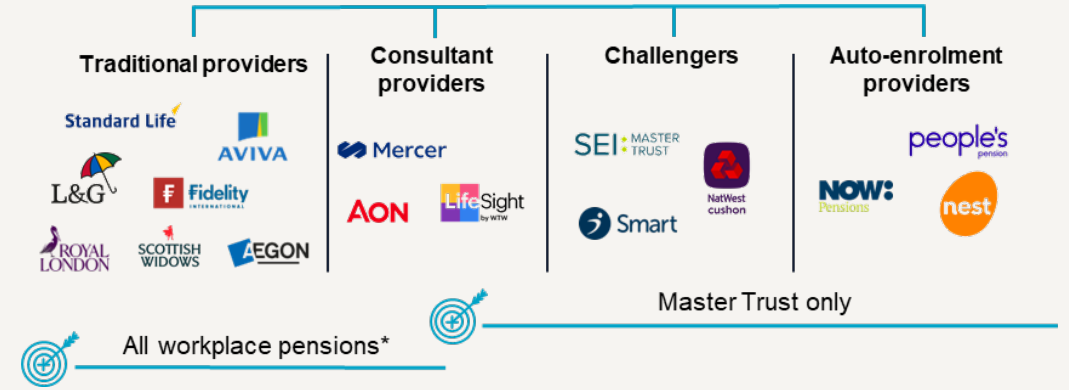 Traditional providers
Standard Life
AVIVA
L&G
Fidelity
INTERNATIONAL
ROYAL
LONDON
SCOTTISH
WIDOWS
AEGON
Consultant
providers
Mercer
AON
LifeSight
by WTW
Challengers
SEI: MASTER
TRUST
NatWest
cushon
Smart
Auto-enrolment
providers
people's
pension
NOW:
Pensions
nest
Master Trust only
All workplace pensions*